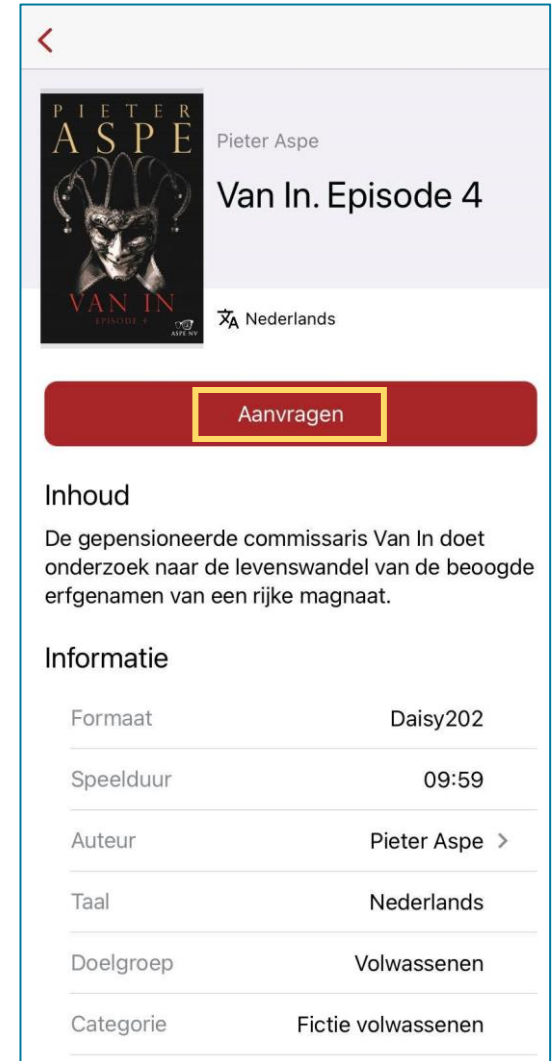 PIETER
ASPE
VAN IN
EPISODE 4
ASPE NV
Pieter Aspe
Van In. Episode 4
Nederlands
Aanvragen
Inhoud
De gepensioneerde commissaris Van In doet
onderzoek naar de levenswandel van de beoogde
erfgenamen van een rijke magnaat.
Informatie
Formaat Daisy202
Speelduur 09:59
Auteur Pieter Aspe
Taal Nederlands
Doelgroep Volwassenen
Categorie Fictie volwassenen